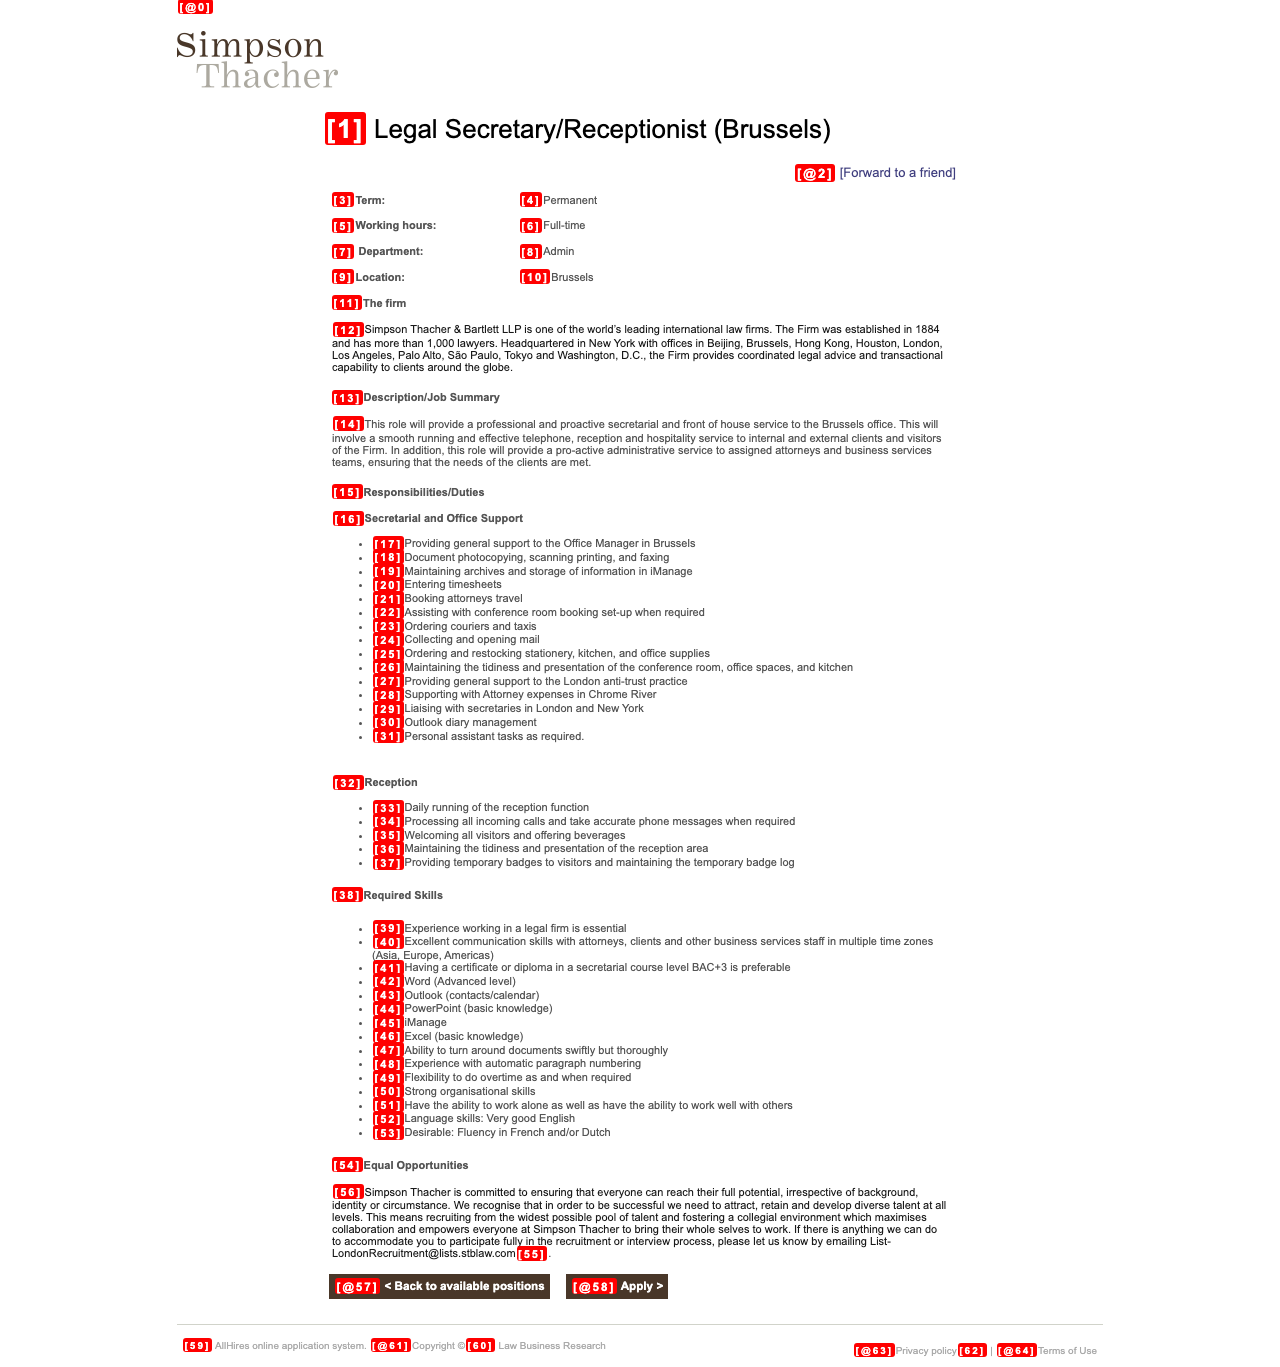 [@0]
Simpson
Thacher
[1] Legal Secretary/Receptionist (Brussels)
[@2] [Forward to a friend]
[3] Term: [4] Permanent
[5] Working hours: [6] Full-time
[7] Department: [8] Admin
[9] Location: [10] Brussels
[11] The firm
[12] Simpson Thacher & Bartlett LLP is one of the world's leading international law firms. The Firm was established in 1884
and has more than 1,000 lawyers. Headquartered in New York with offices in Beijing, Brussels, Hong Kong, Houston, London,
Los Angeles, Palo Alto, São Paulo, Tokyo and Washington, D.C., the Firm provides coordinated legal advice and transactional
capability to clients around the globe.
[13] Description/Job Summary
[14] This role will provide a professional and proactive secretarial and front of house service to the Brussels office. This will
involve a smooth running and effective telephone, reception and hospitality service to internal and external clients and visitors
of the Firm. In addition, this role will provide a pro-active administrative service to assigned attorneys and business services
teams, ensuring that the needs of the clients are met.
[15] Responsibilities/Duties
[16] Secretarial and Office Support
• [17] Providing general support to the Office Manager in Brussels
• [18] Document photocopying, scanning printing, and faxing
• [19] Maintaining archives and storage of information in iManage
• [20] Entering timesheets
• [21] Booking attorneys travel
• [22] Assisting with conference room booking set-up when required
• [23] Ordering couriers and taxis
• [24] Collecting and opening mail
• [25] Ordering and restocking stationery, kitchen, and office supplies
• [26] Maintaining the tidiness and presentation of the conference room, office spaces, and kitchen
• [27] Providing general support to the London anti-trust practice
• [28] Supporting with Attorney expenses in Chrome River
• [29] Liaising with secretaries in London and New York
• [30] Outlook diary management
• [31] Personal assistant tasks as required.
[32] Reception
• [33] Daily running of the reception function
• [34] Processing all incoming calls and take accurate phone messages when required
• [35] Welcoming all visitors and offering beverages
• [36] Maintaining the tidiness and presentation of the reception area
• [37] Providing temporary badges to visitors and maintaining the temporary badge log
[38] Required Skills
• [39] Experience working in a legal firm is essential
• [40] Excellent communication skills with attorneys, clients and other business services staff in multiple time zones
(Asia, Europe, Americas)
• [41] Having a certificate or diploma in a secretarial course level BAC+3 is preferable
• [42] Word (Advanced level)
• [43] Outlook (contacts/calendar)
• [44] PowerPoint (basic knowledge)
• [45] iManage
• [46] Excel (basic knowledge)
• [47] Ability to turn around documents swiftly but thoroughly
• [48] Experience with automatic paragraph numbering
• [49] Flexibility to do overtime as and when required
• [50] Strong organisational skills
• [51] Have the ability to work alone as well as have the ability to work well with others
• [52] Language skills: Very good English
• [53] Desirable: Fluency in French and/or Dutch
[54] Equal Opportunities
[56] Simpson Thacher is committed to ensuring that everyone can reach their full potential, irrespective of background,
identity or circumstance. We recognise that in order to be successful we need to attract, retain and develop diverse talent at all
levels. This means recruiting from the widest possible pool of talent and fostering a collegial environment which maximises
collaboration and empowers everyone at Simpson Thacher to bring their whole selves to work. If there is anything we can do
to accommodate you to participate fully in the recruitment or interview process, please let us know by emailing List-
LondonRecruitment@lists.stblaw.com [55].
[@57] < Back to available positions [@58] Apply >
[59] AllHires online application system. [@61] Copyright © [60] Law Business Research
[@63] Privacy policy [62] | [@64] Terms of Use